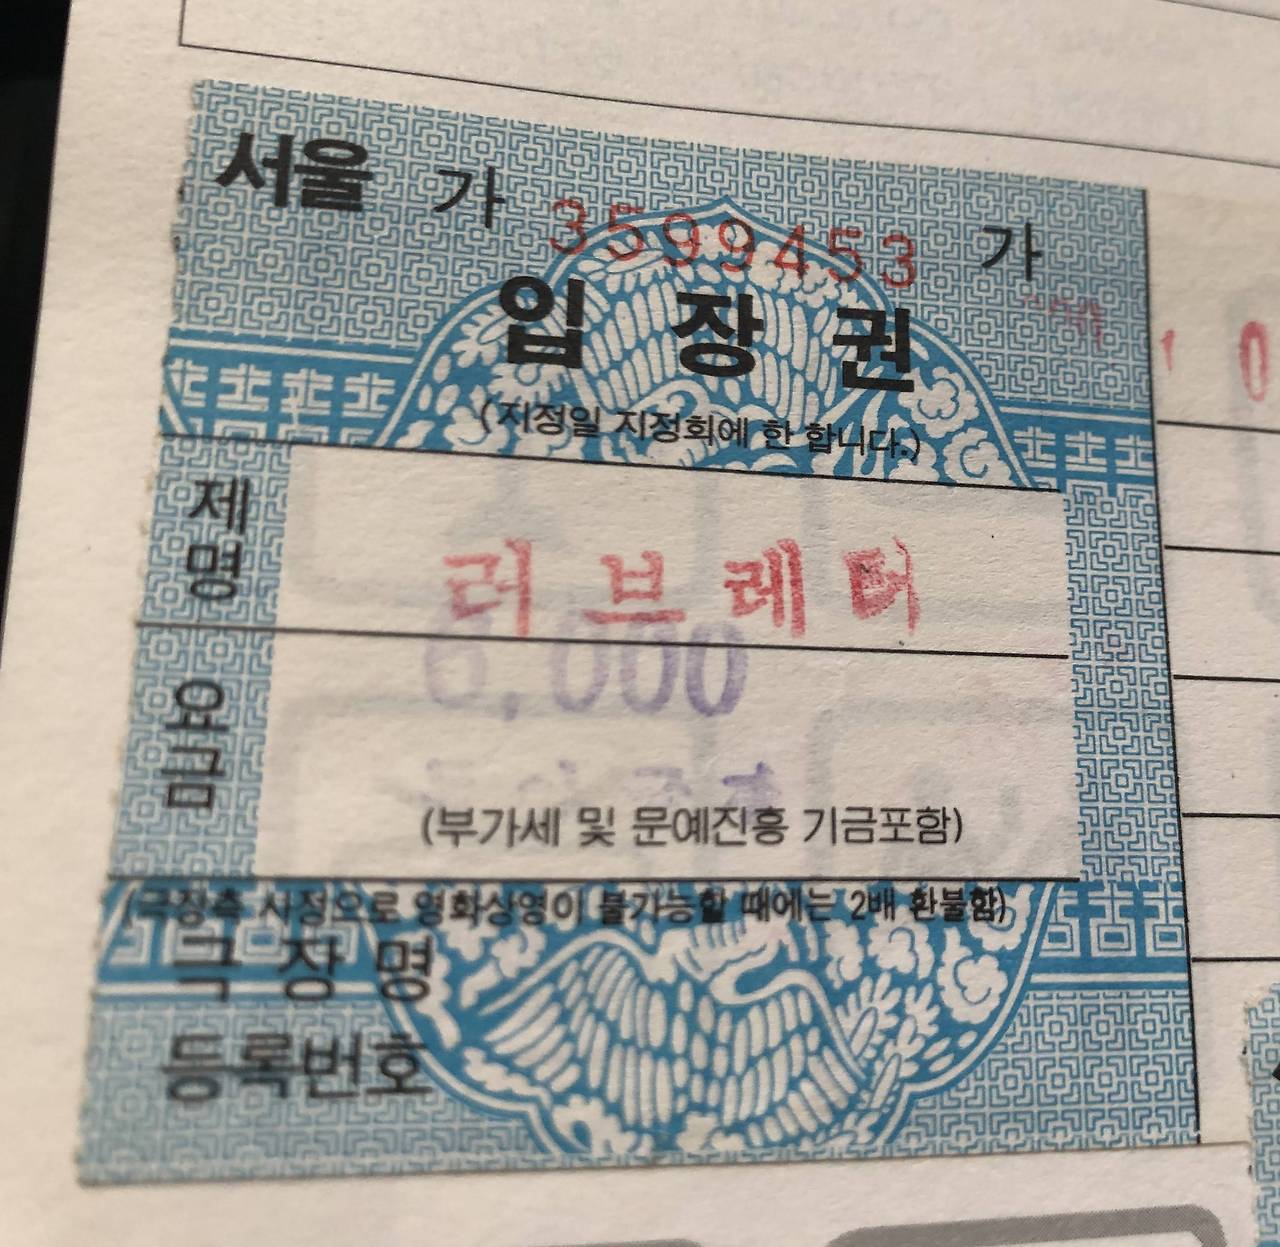 서울 가 3599453 가
입장권
(지정일 지정회에 한 합니다.)
제명 러브레터
요금 6,000
(부가세 및 문예진흥 기금포함)
(극장측 사정으로 영화상영이 불가능할 때에는 2배 환불함)
극장명
등록번호